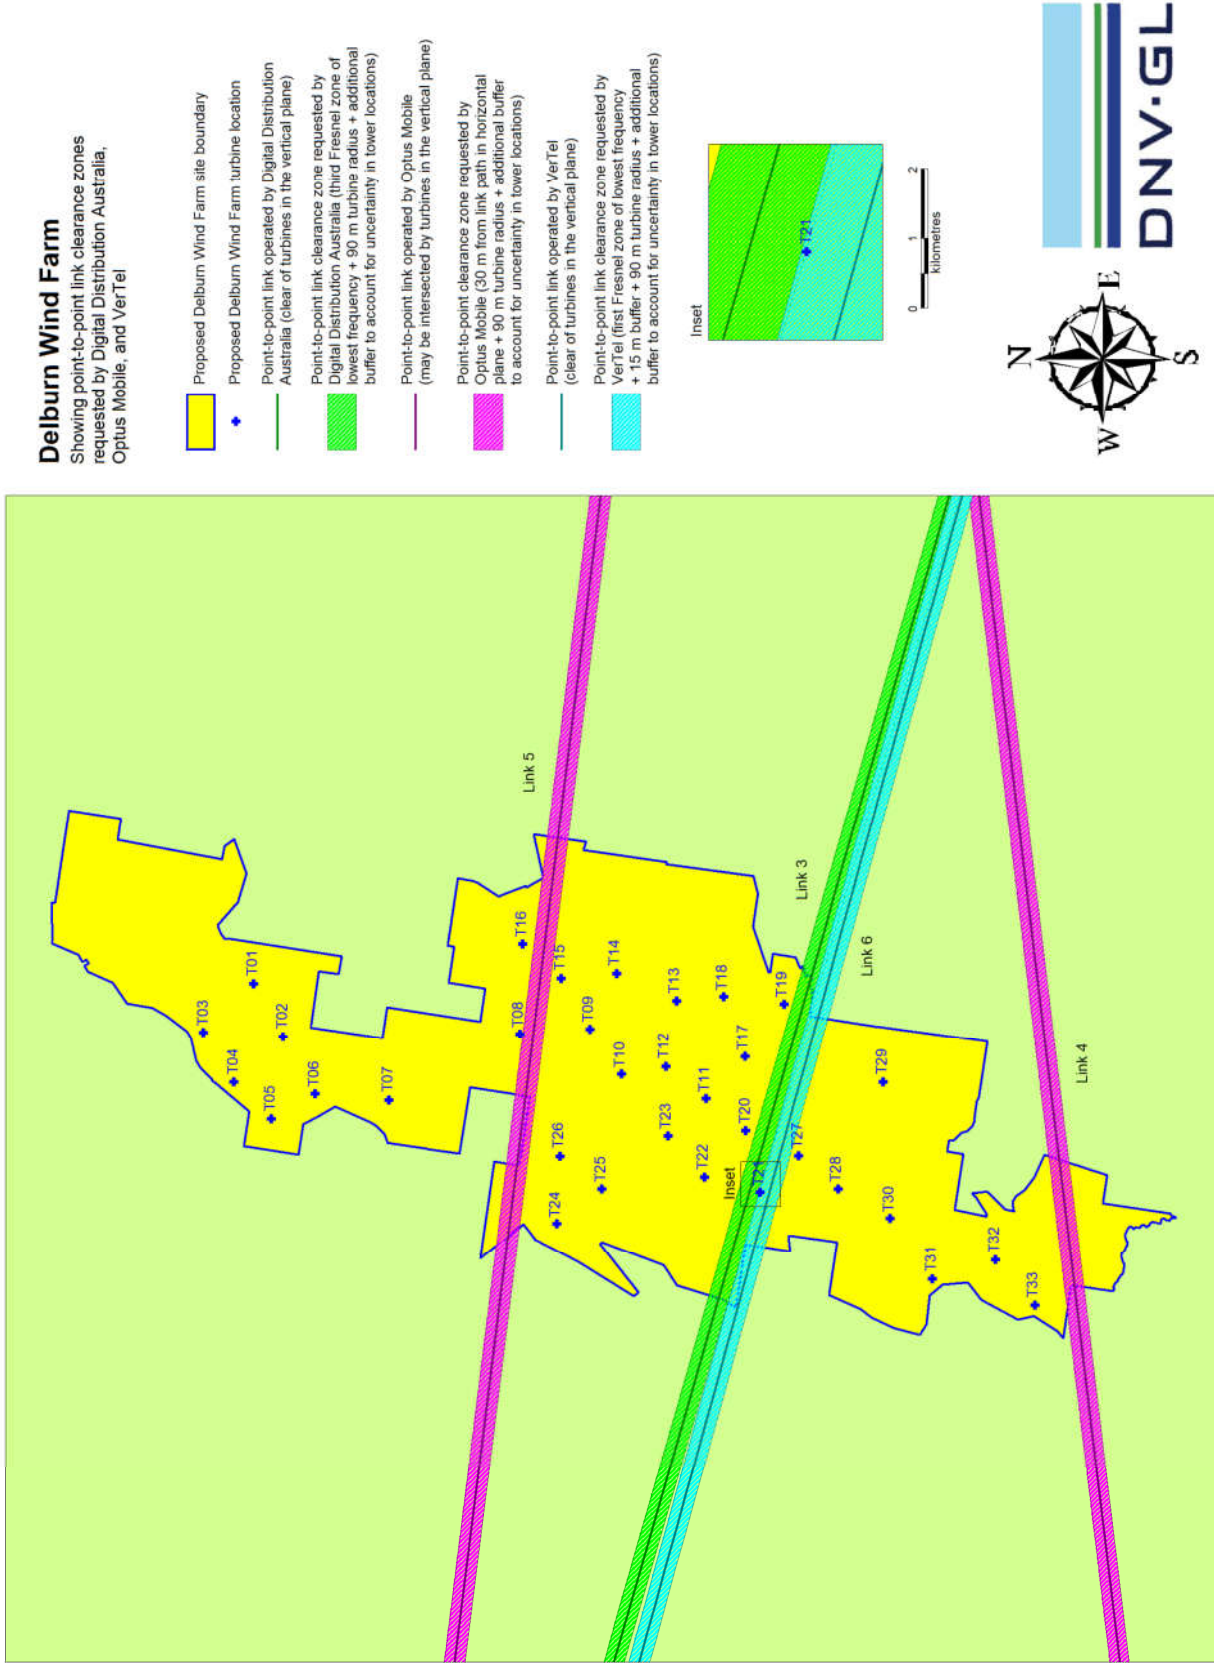 Delburn Wind Farm
Showing point-to-point link clearance zones
requested by Digital Distribution Australia,
Optus Mobile, and VerTel
Proposed Delburn Wind Farm site boundary
Proposed Delburn Wind Farm turbine location
Point-to-point link operated by Digital Distribution
Australia (clear of turbines in the vertical plane)
Point-to-point link clearance zone requested by
Digital Distribution Australia (third Fresnel zone of
lowest frequency + 90 m turbine radius + additional
buffer to account for uncertainty in tower locations)
Point-to-point link operated by Optus Mobile
(may be intersected by turbines in the vertical plane)
Point-to-point clearance zone requested by
Optus Mobile (30 m from link path in horizontal
plane + 90 m turbine radius + additional buffer
to account for uncertainty in tower locations)
Point-to-point link operated by VerTel
(clear of turbines in the vertical plane)
Point-to-point link clearance zone requested by
VerTel (first Fresnel zone of lowest frequency
+ 15 m buffer + 90 m turbine radius + additional
buffer to account for uncertainty in tower locations)
Inset
T21
0 1 2
kilometres
N
W E
S
DNV·GL
T03
T01
T04
T02
T05
T06
T07
Link 5
T16
T08
T15
T26
T24
T09
T14
T25
T10
T12
T13
T23
T11
T18
T22
T17
T20
Inset
T21
T19
Link 3
T27
Link 6
T28
T29
T30
T31
T32
T33
Link 4